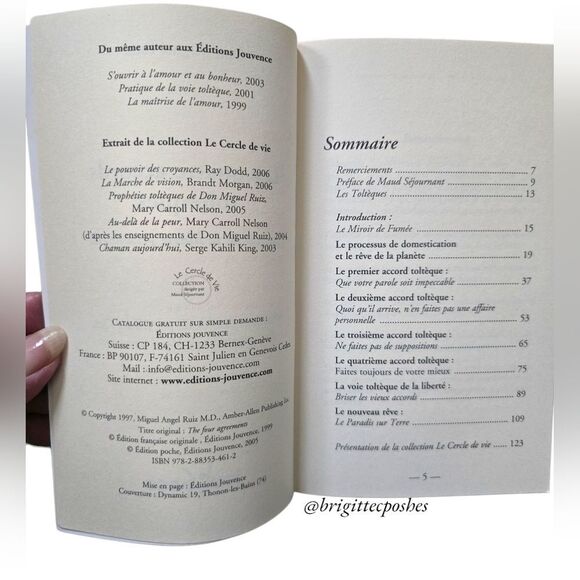 Du même auteur aux Éditions Jouvence
S'ouvrir à l'amour et au bonheur, 2003
Pratique de la voie toltèque, 2001
La maîtrise de l'amour, 1999
Extrait de la collection Le Cercle de vie
Le pouvoir des croyances, Ray Dodd, 2006
La Marche de vision, Brandt Morgan, 2006
Prophéties toltèques de Don Miguel Ruiz,
Mary Carroll Nelson, 2005
Au-delà de la peur, Mary Carroll Nelson
(d'après les enseignements de Don Miguel Ruiz), 2004
Chaman aujourd'hui, Serge Kahili King, 2003
Le Cercle de Vie
COLLECTION
dirigée par
Maud Séjournant
CATALOGUE GRATUIT SUR SIMPLE DEMANDE :
ÉDITIONS JOUVENCE
Suisse : CP 184, CH-1233 Bernex-Genève
France : BP 90107, F-74161 Saint Julien en Genevois Cedex
Mail : info@editions-jouvence.com
Site internet : www.editions-jouvence.com
© Copyright 1997, Miguel Angel Ruiz M.D., Amber-Allen Publishing Inc.
Titre original : The four agreements
© Édition française originale, Éditions Jouvence, 1999
© Édition poche, Éditions Jouvence, 2005
ISBN 978-2-88353-461-2
Mise en page : Éditions Jouvence
Couverture : Dynamic 19, Thonon-les-Bains (74)
Sommaire
Remerciements 7
Préface de Maud Séjournant 9
Les Toltèques 13
Introduction :
Le Miroir de Fumée 15
Le processus de domestication
et le rêve de la planète 19
Le premier accord toltèque :
Que votre parole soit impeccable 37
Le deuxième accord toltèque :
Quoi qu'il arrive, n'en faites pas une affaire
personnelle 53
Le troisième accord toltèque :
Ne faites pas de suppositions 65
Le quatrième accord toltèque :
Faites toujours de votre mieux 75
La voie toltèque de la liberté :
Briser les vieux accords 89
Le nouveau rêve :
Le Paradis sur Terre 109
Présentation de la collection Le Cercle de vie 123
— 5 —
@brigittecposhes